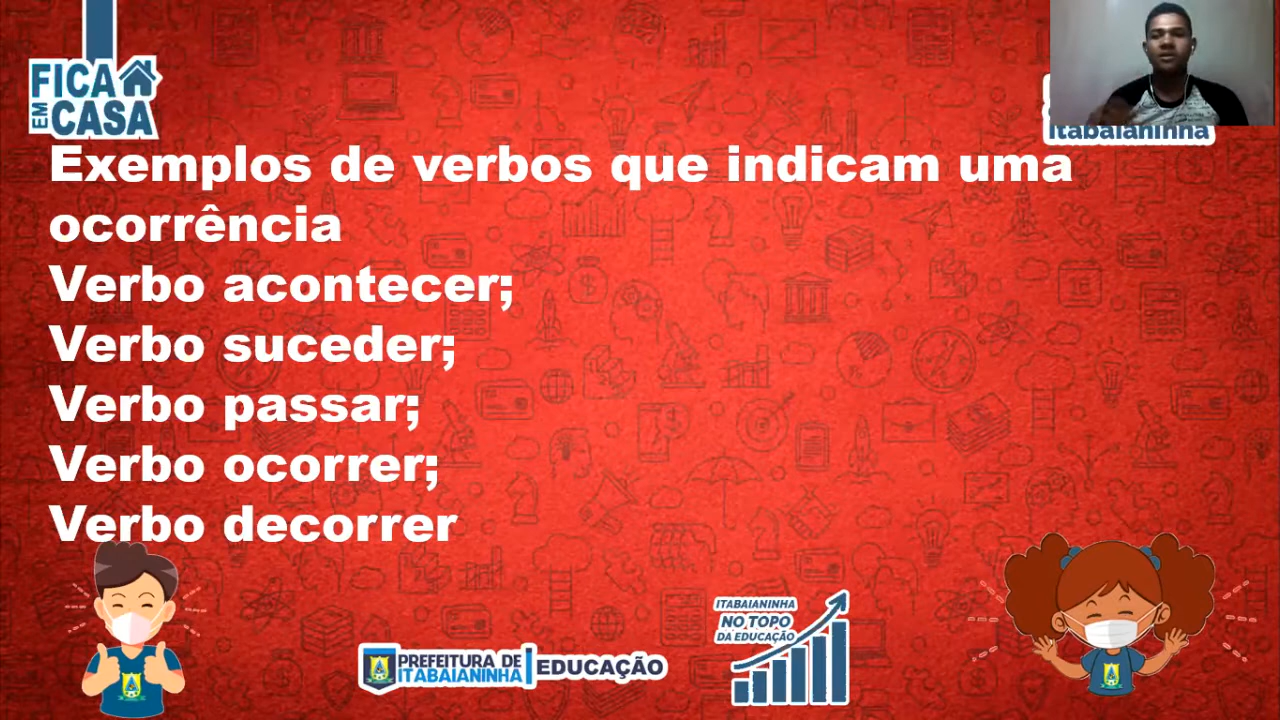 FICA
EM
CASA
Itabaianinha
Exemplos de verbos que indicam uma
ocorrência
Verbo acontecer;
Verbo suceder;
Verbo passar;
Verbo ocorrer;
Verbo decorrer
PREFEITURA DE
ITABAIANINHA
EDUCAÇÃO
ITABAIANINHA
NO TOPO
DA EDUCAÇÃO